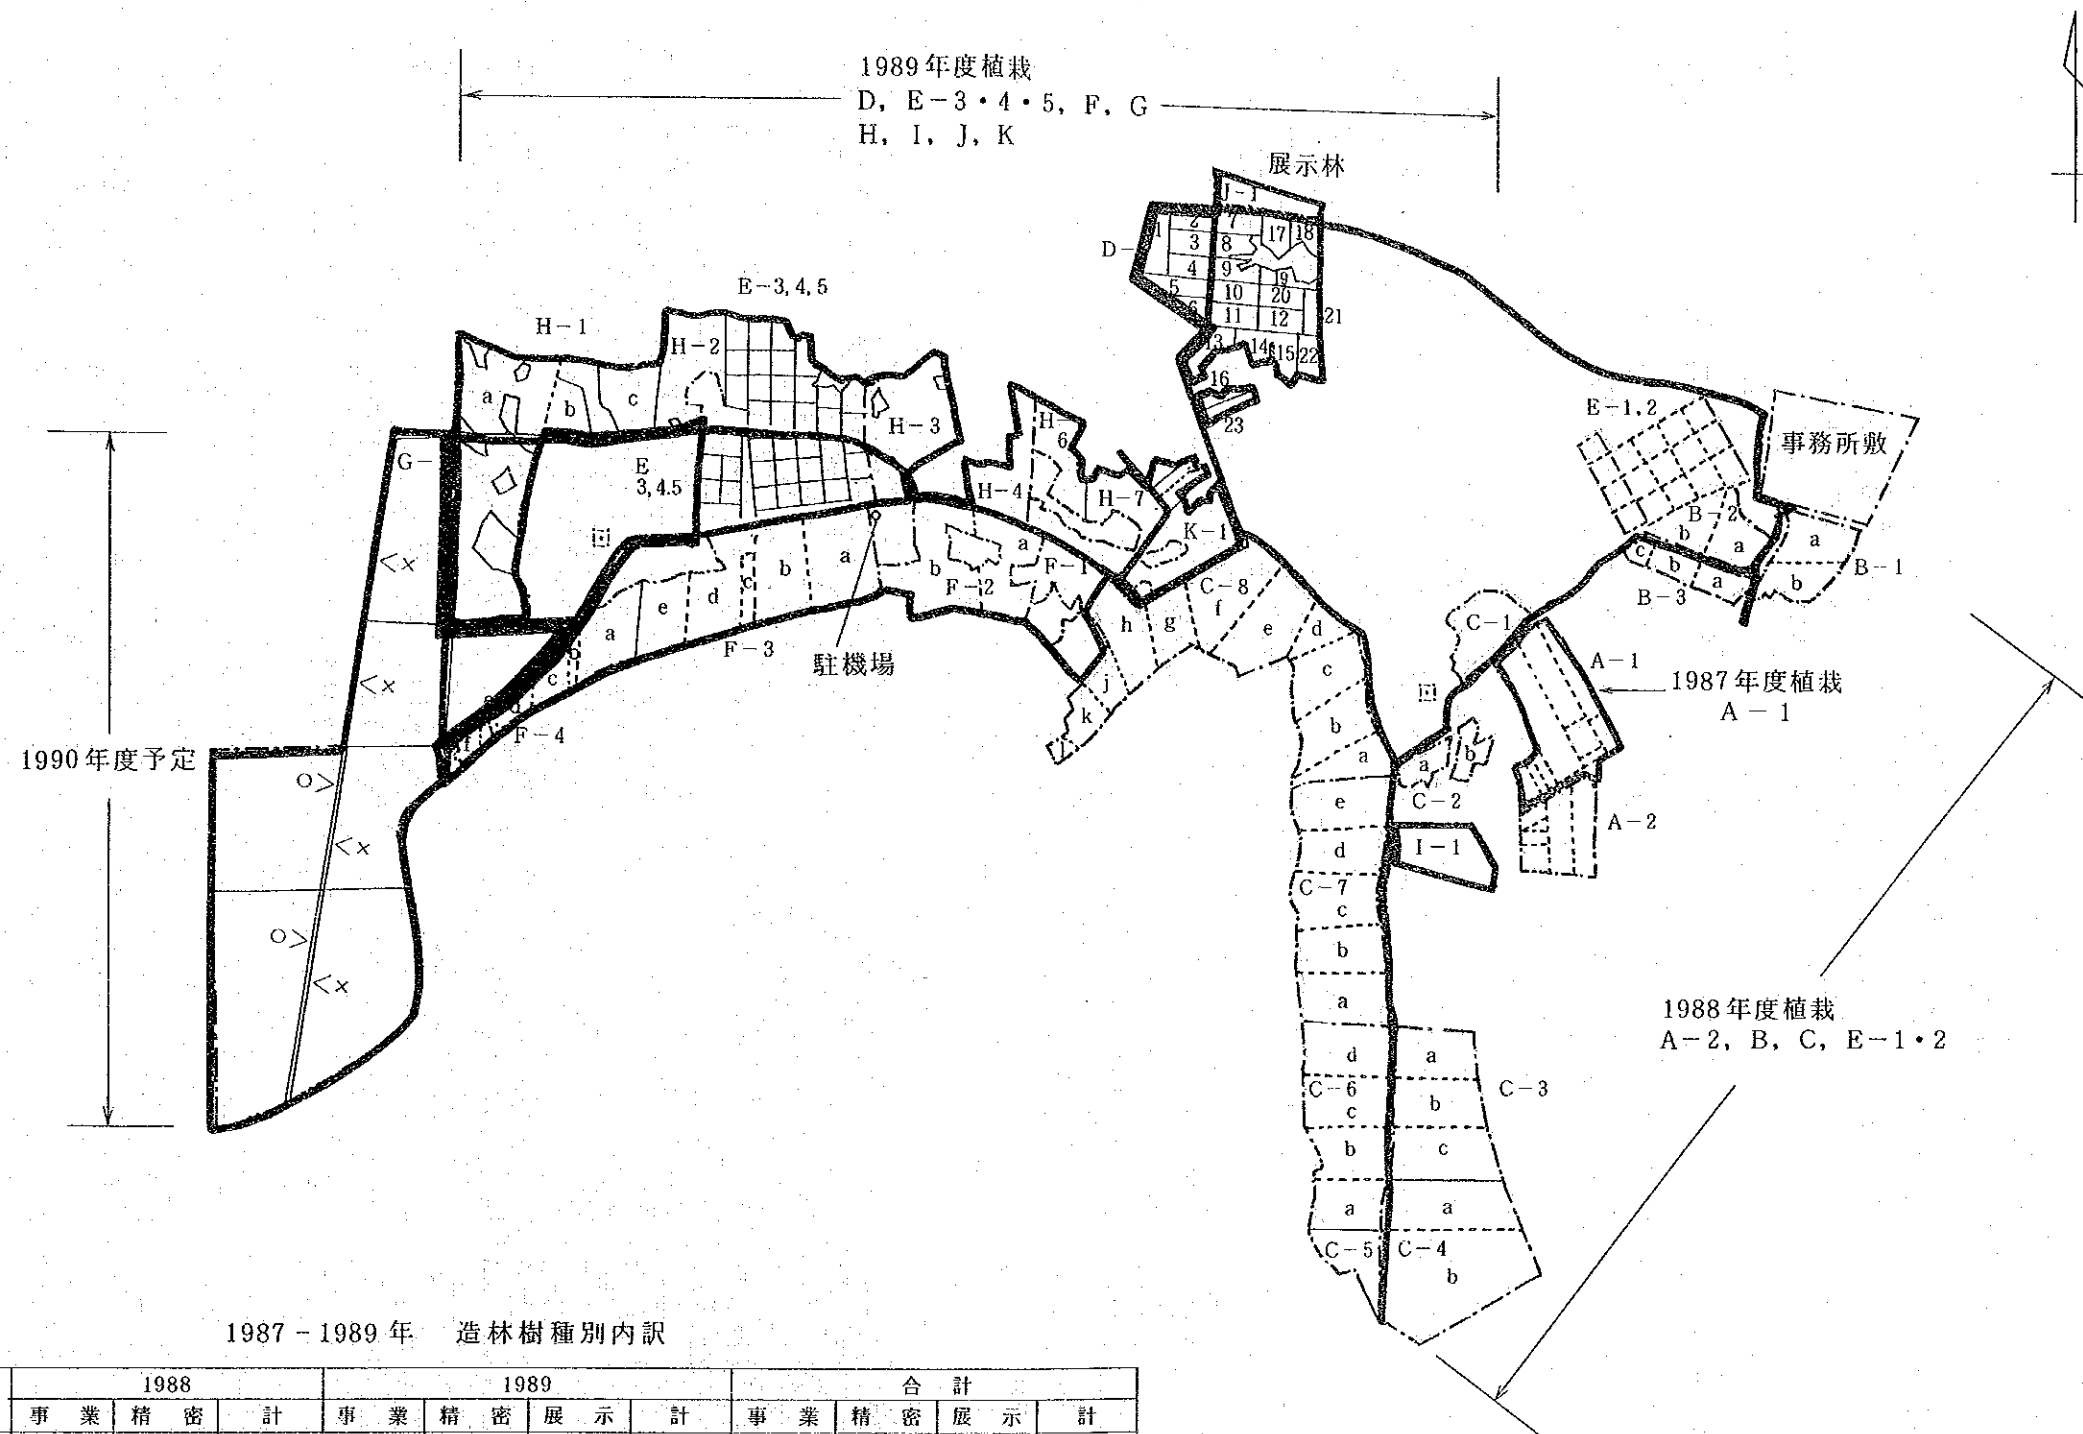 1989年度植栽
D, E-3・4・5, F, G
H, I, J, K
展示林
J-1
D-
1
2
7
17
18
3
8
4
9
19
5
10
20
6
11
12
21
13
14
15
22
16
23
E-3,4,5
H-1
H-2
a
b
c
H-3
G-
E
3,4.5
H-
6
H-4
H-7
K-1
E-1,2
事務所敷
B-2
b
a
a
b
B-1
c
b
a
B-3
a
b
F-2
a
F-1
a
b
c
d
e
a
F-3
b
c
d
f
F-4
駐機場
C-8
h
g
f
e
d
j
k
l
c
b
a
C-1
A-1
1987年度植栽
A-1
a
b
C-2
A-2
I-1
e
d
C-7
c
b
a
1990年度予定
1988年度植栽
A-2, B, C, E-1・2
d
C-6
c
b
a
C-5
a
b
c
C-3
a
C-4
b
1987-1989年 造林樹種別内訳
1988 1989 合計
事業 精密 計 事業 精密 展示 計 事業 精密 展示 計